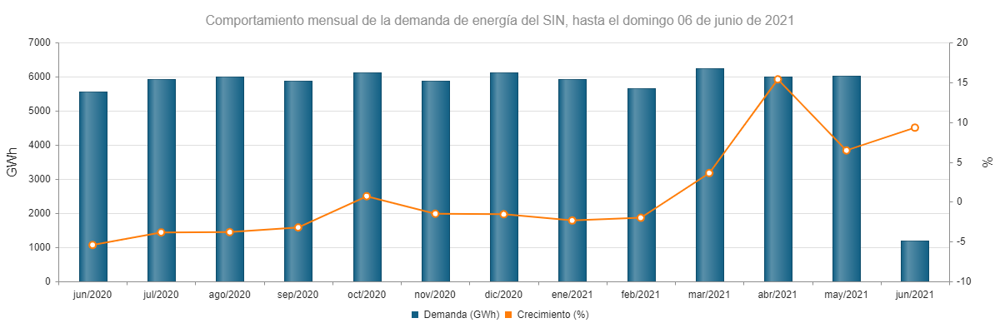 Comportamiento mensual de la demanda de energía del SIN, hasta el domingo 06 de junio de 2021
7000 20
6000 15
5000 10
4000 5
3000 0
2000 -5
1000 -10
0
GWh
%
jun/2020 jul/2020 ago/2020 sep/2020 oct/2020 nov/2020 dic/2020 ene/2021 feb/2021 mar/2021 abr/2021 may/2021 jun/2021
Demanda (GWh) Crecimiento (%)